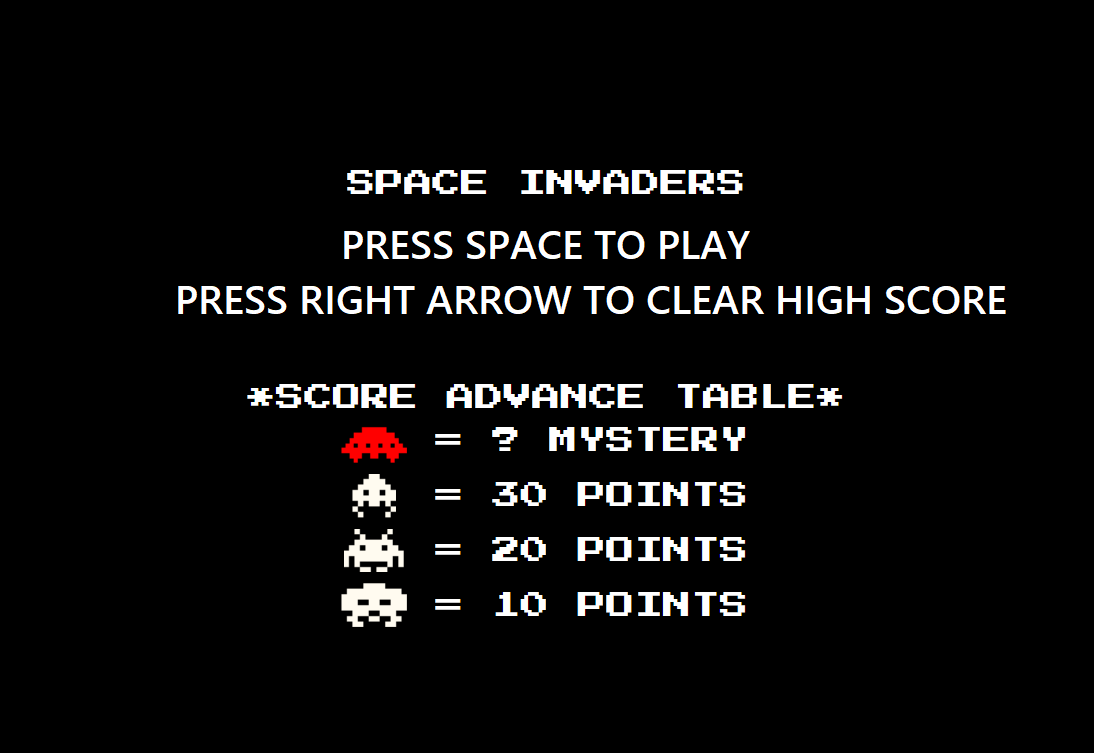 SPACE INVADERS
PRESS SPACE TO PLAY
PRESS RIGHT ARROW TO CLEAR HIGH SCORE
*SCORE ADVANCE TABLE*
= ? MYSTERY
= 30 POINTS
= 20 POINTS
= 10 POINTS